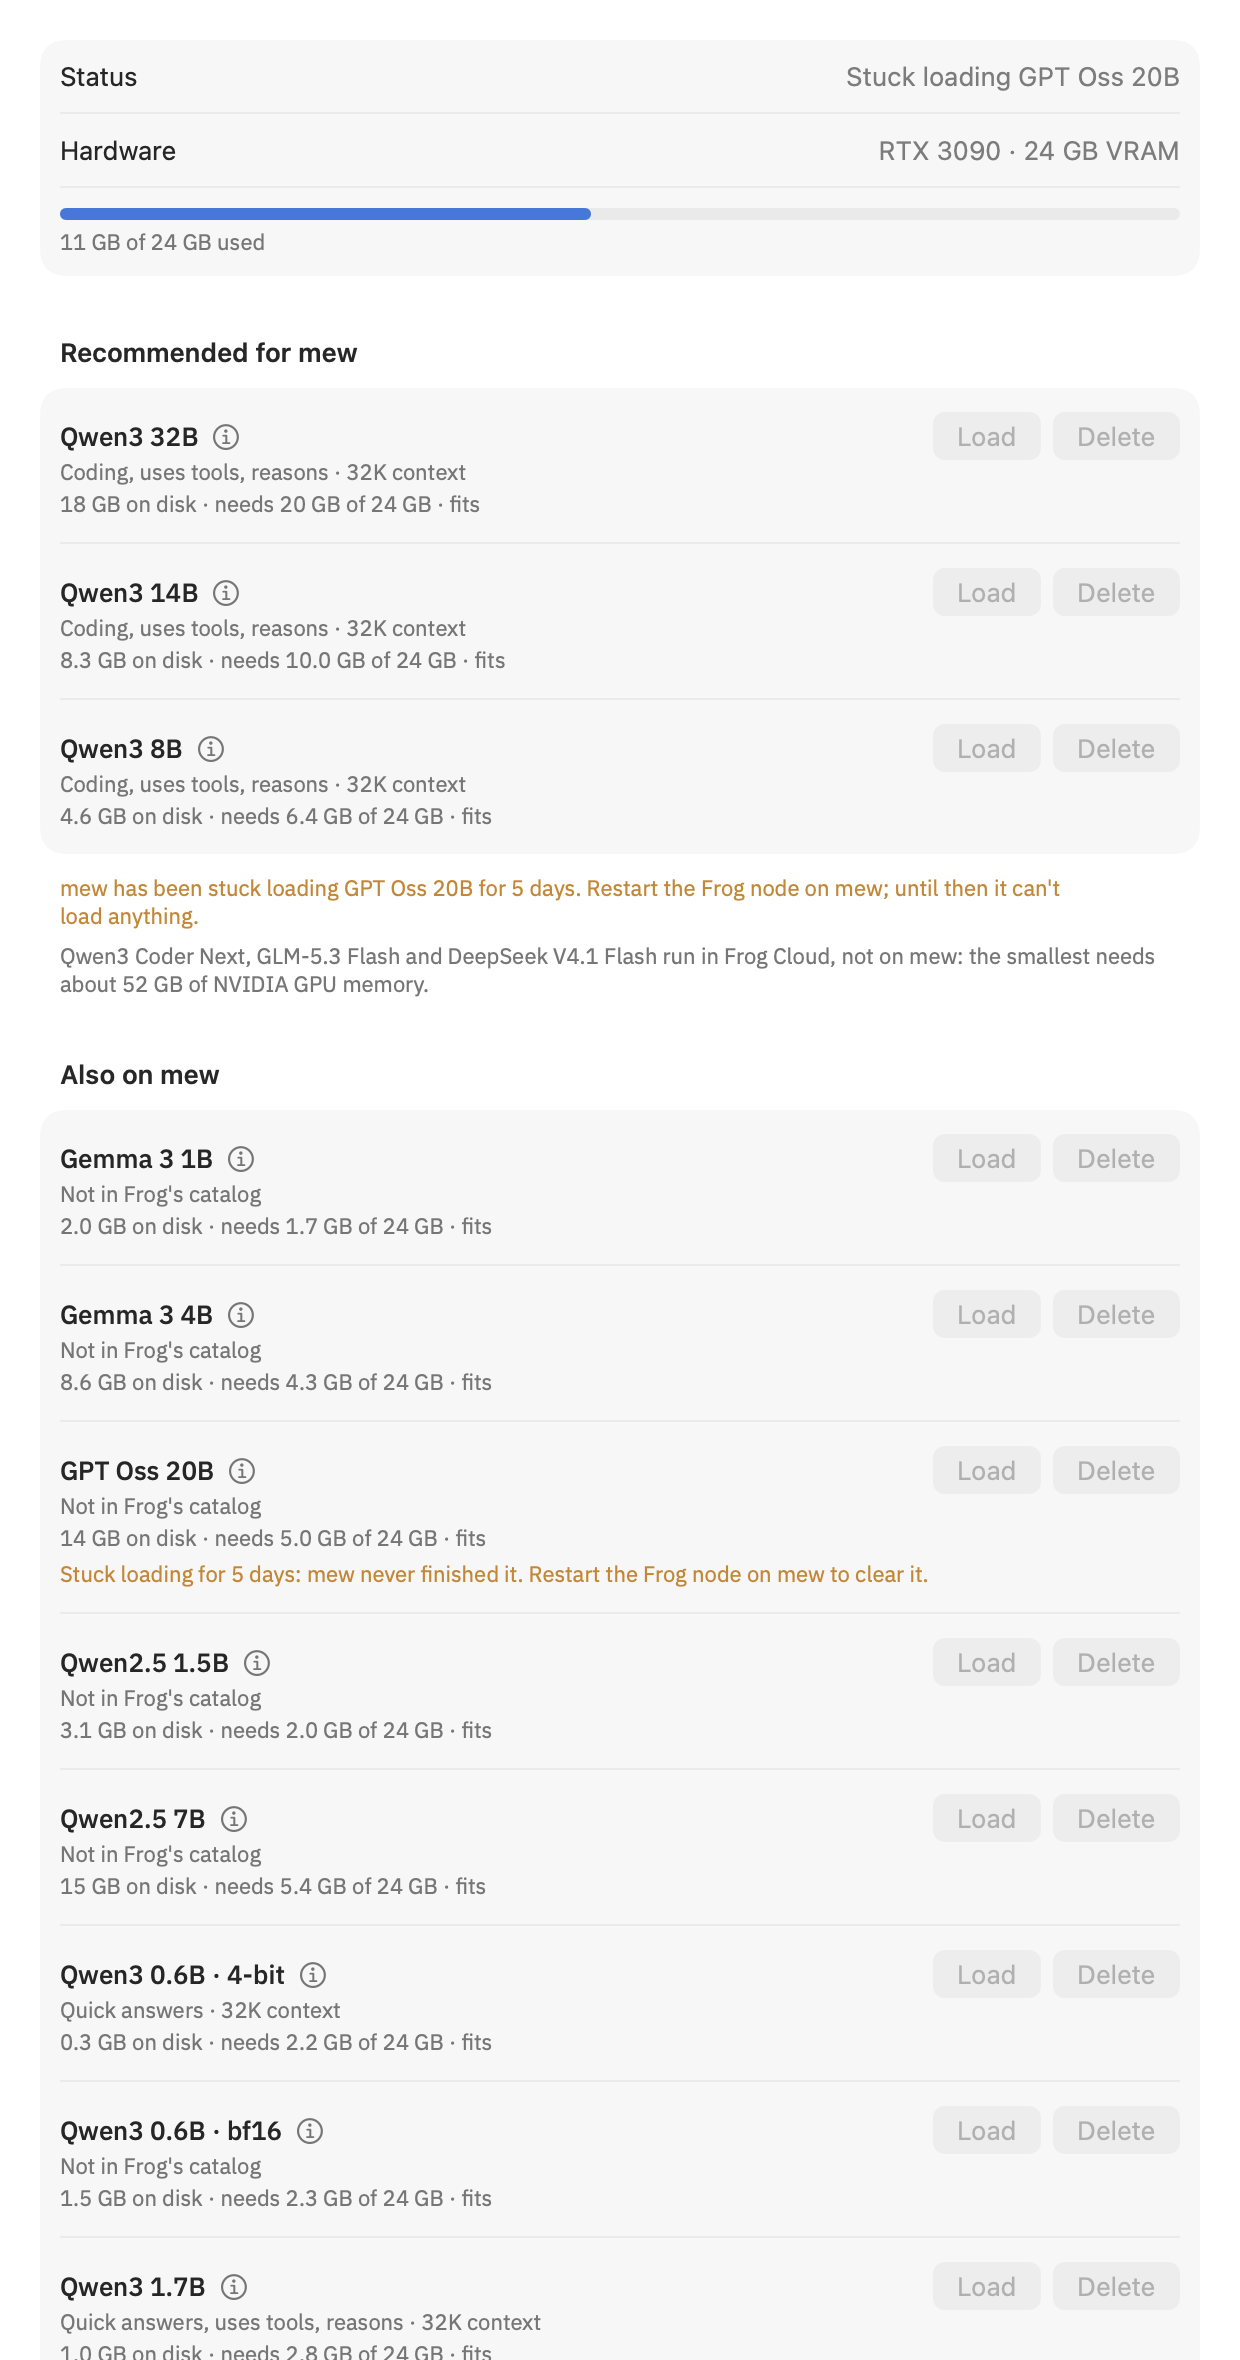 Status
Stuck loading GPT Oss 20B
Hardware
RTX 3090 · 24 GB VRAM
11 GB of 24 GB used
Recommended for mew
Qwen3 32B
Load
Delete
Coding, uses tools, reasons · 32K context
18 GB on disk · needs 20 GB of 24 GB · fits
Qwen3 14B
Load
Delete
Coding, uses tools, reasons · 32K context
8.3 GB on disk · needs 10.0 GB of 24 GB · fits
Qwen3 8B
Load
Delete
Coding, uses tools, reasons · 32K context
4.6 GB on disk · needs 6.4 GB of 24 GB · fits
mew has been stuck loading GPT Oss 20B for 5 days. Restart the Frog node on mew; until then it can't
load anything.
Qwen3 Coder Next, GLM-5.3 Flash and DeepSeek V4.1 Flash run in Frog Cloud, not on mew: the smallest needs
about 52 GB of NVIDIA GPU memory.
Also on mew
Gemma 3 1B
Load
Delete
Not in Frog's catalog
2.0 GB on disk · needs 1.7 GB of 24 GB · fits
Gemma 3 4B
Load
Delete
Not in Frog's catalog
8.6 GB on disk · needs 4.3 GB of 24 GB · fits
GPT Oss 20B
Load
Delete
Not in Frog's catalog
14 GB on disk · needs 5.0 GB of 24 GB · fits
Stuck loading for 5 days: mew never finished it. Restart the Frog node on mew to clear it.
Qwen2.5 1.5B
Load
Delete
Not in Frog's catalog
3.1 GB on disk · needs 2.0 GB of 24 GB · fits
Qwen2.5 7B
Load
Delete
Not in Frog's catalog
15 GB on disk · needs 5.4 GB of 24 GB · fits
Qwen3 0.6B · 4-bit
Load
Delete
Quick answers · 32K context
0.3 GB on disk · needs 2.2 GB of 24 GB · fits
Qwen3 0.6B · bf16
Load
Delete
Not in Frog's catalog
1.5 GB on disk · needs 2.3 GB of 24 GB · fits
Qwen3 1.7B
Load
Delete
Quick answers, uses tools, reasons · 32K context
1.0 GB on disk · needs 2.8 GB of 24 GB · fits